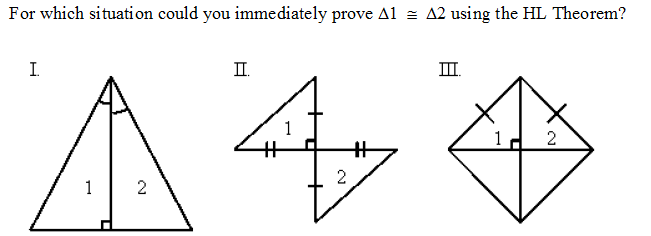 For which situation could you immediately prove Δ1 ≅ Δ2 using the HL Theorem?
I. II. III.
1 1 2
1 2 2